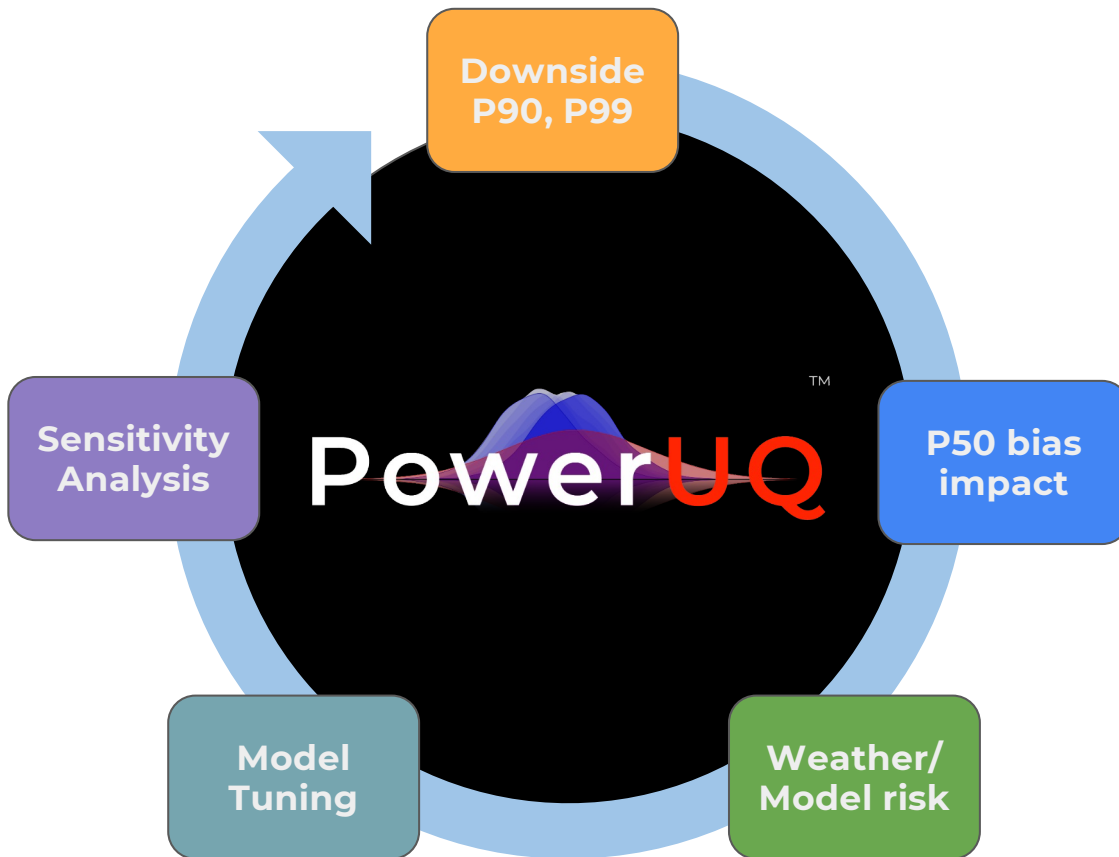 Downside
P90, P99
Sensitivity
Analysis
PowerUQ
TM
P50 bias
impact
Model
Tuning
Weather/
Model risk